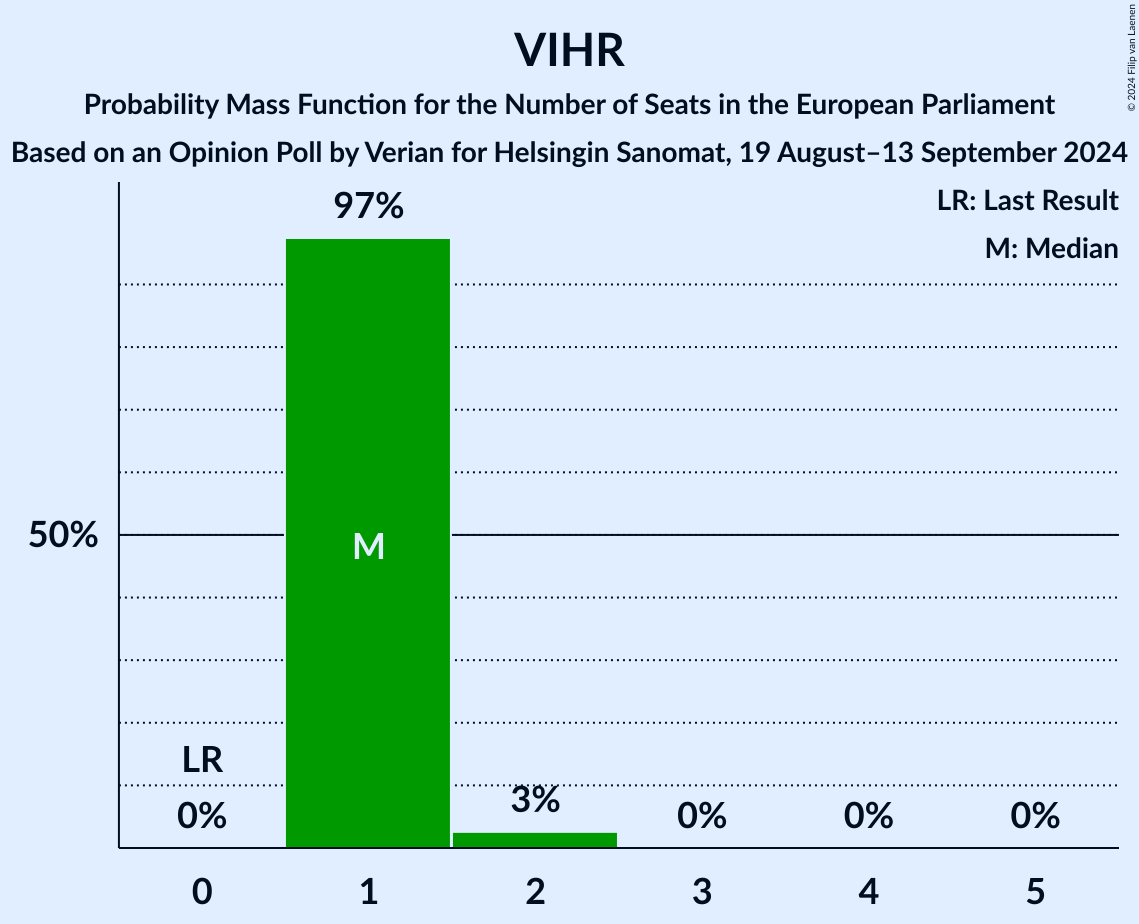 VIHR
Probability Mass Function for the Number of Seats in the European Parliament
Based on an Opinion Poll by Verian for Helsingin Sanomat, 19 August–13 September 2024
© 2024 Filip van Laenen
LR: Last Result
M: Median
97%
50%
M
LR
0%
3%
0%
0%
0%
0
1
2
3
4
5